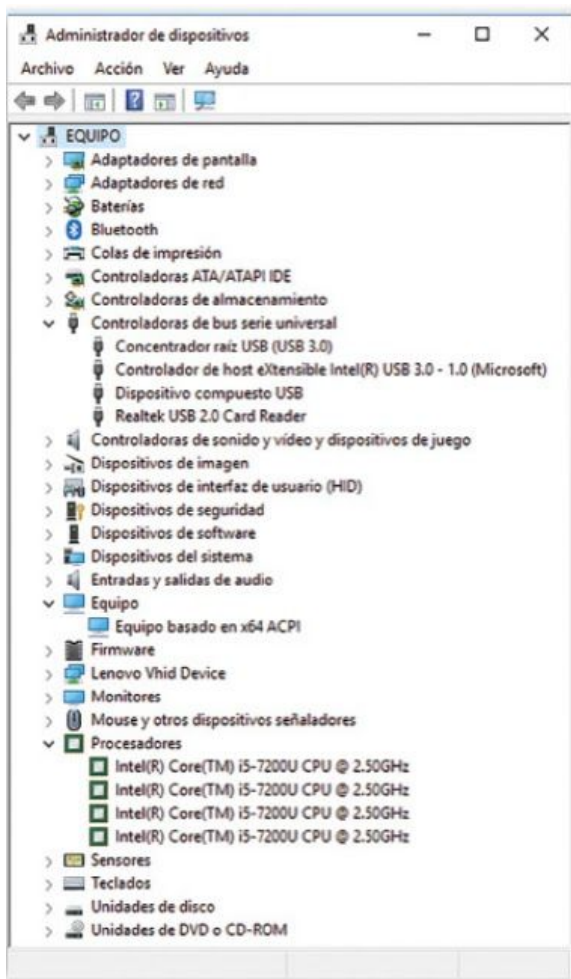 Administrador de dispositivos
Archivo Acción Ver Ayuda
EQUIPO
Adaptadores de pantalla
Adaptadores de red
Baterías
Bluetooth
Colas de impresión
Controladoras ATA/ATAPI IDE
Controladoras de almacenamiento
Controladoras de bus serie universal
Concentrador raíz USB (USB 3.0)
Controlador de host eXtensible Intel(R) USB 3.0 - 1.0 (Microsoft)
Dispositivo compuesto USB
Realtek USB 2.0 Card Reader
Controladoras de sonido y vídeo y dispositivos de juego
Dispositivos de imagen
Dispositivos de interfaz de usuario (HID)
Dispositivos de seguridad
Dispositivos de software
Dispositivos del sistema
Entradas y salidas de audio
Equipo
Equipo basado en x64 ACPI
Firmware
Lenovo Vhid Device
Monitores
Mouse y otros dispositivos señaladores
Procesadores
Intel(R) Core(TM) i5-7200U CPU @ 2.50GHz
Intel(R) Core(TM) i5-7200U CPU @ 2.50GHz
Intel(R) Core(TM) i5-7200U CPU @ 2.50GHz
Intel(R) Core(TM) i5-7200U CPU @ 2.50GHz
Sensores
Teclados
Unidades de disco
Unidades de DVD o CD-ROM